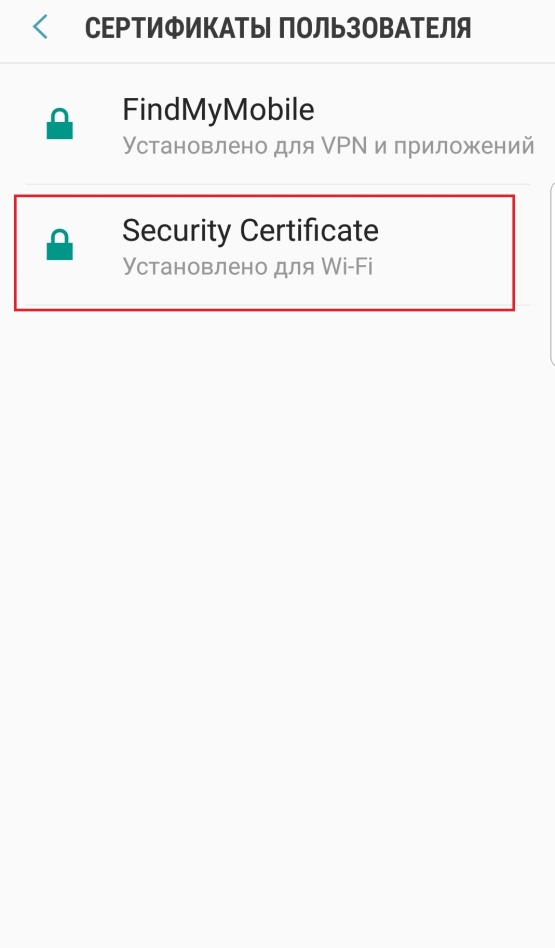 СЕРТИФИКАТЫ ПОЛЬЗОВАТЕЛЯ
FindMyMobile
Установлено для VPN и приложений
Security Certificate
Установлено для Wi-Fi